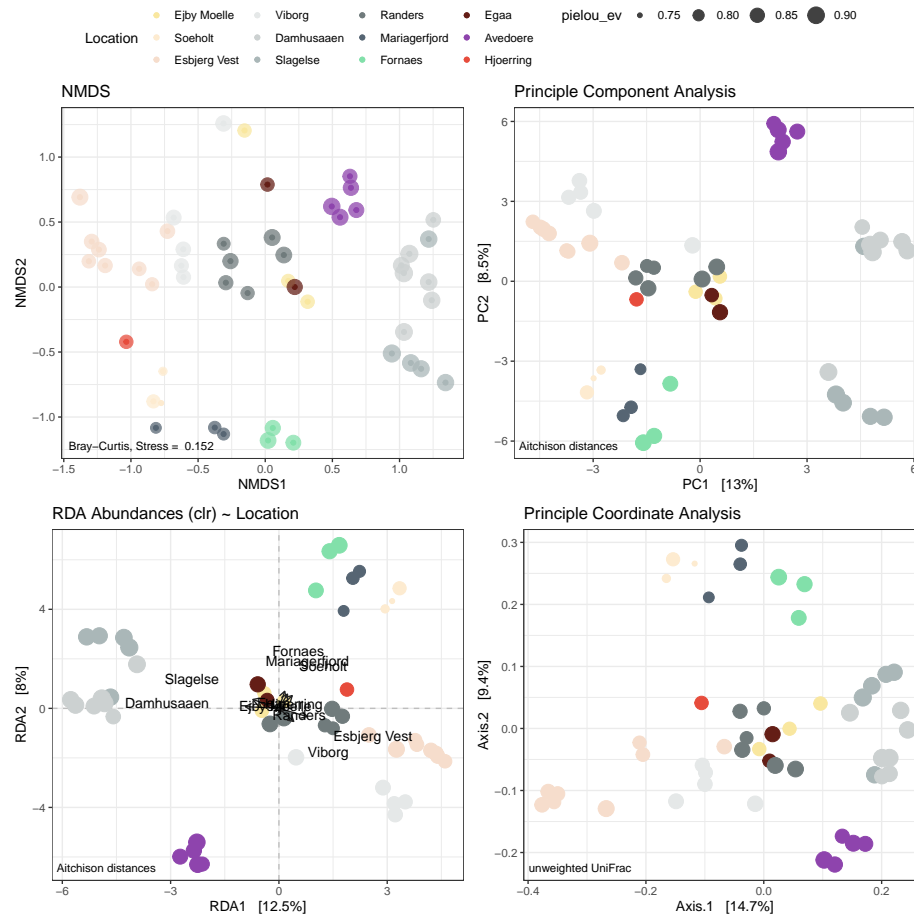 Location
Ejby Moelle
Soeholt
Esbjerg Vest
Viborg
Damhusaaen
Slagelse
Randers
Mariagerfjord
Fornaes
Egaa
Avedoere
Hjoerring
pielou_ev
0.75
0.80
0.85
0.90
NMDS
NMDS2
1.0
0.5
0.0
−0.5
−1.0
Bray−Curtis, Stress = 0.152
−1.5
−1.0
−0.5
0.0
0.5
1.0
NMDS1
Principle Component Analysis
PC2 [8.5%]
6
3
0
−3
−6
Aitchison distances
−3
0
3
6
PC1 [13%]
RDA Abundances (clr) ~ Location
RDA2 [8%]
4
0
−4
Fornaes
Mariagerfjord
Soeholt
Slagelse
Damhusaaen
Randers
Esbjerg Vest
Viborg
Aitchison distances
−6
−3
0
3
RDA1 [12.5%]
Principle Coordinate Analysis
Axis.2 [9.4%]
0.3
0.2
0.1
0.0
−0.1
−0.2
unweighted UniFrac
−0.4
−0.2
0.0
0.2
Axis.1 [14.7%]